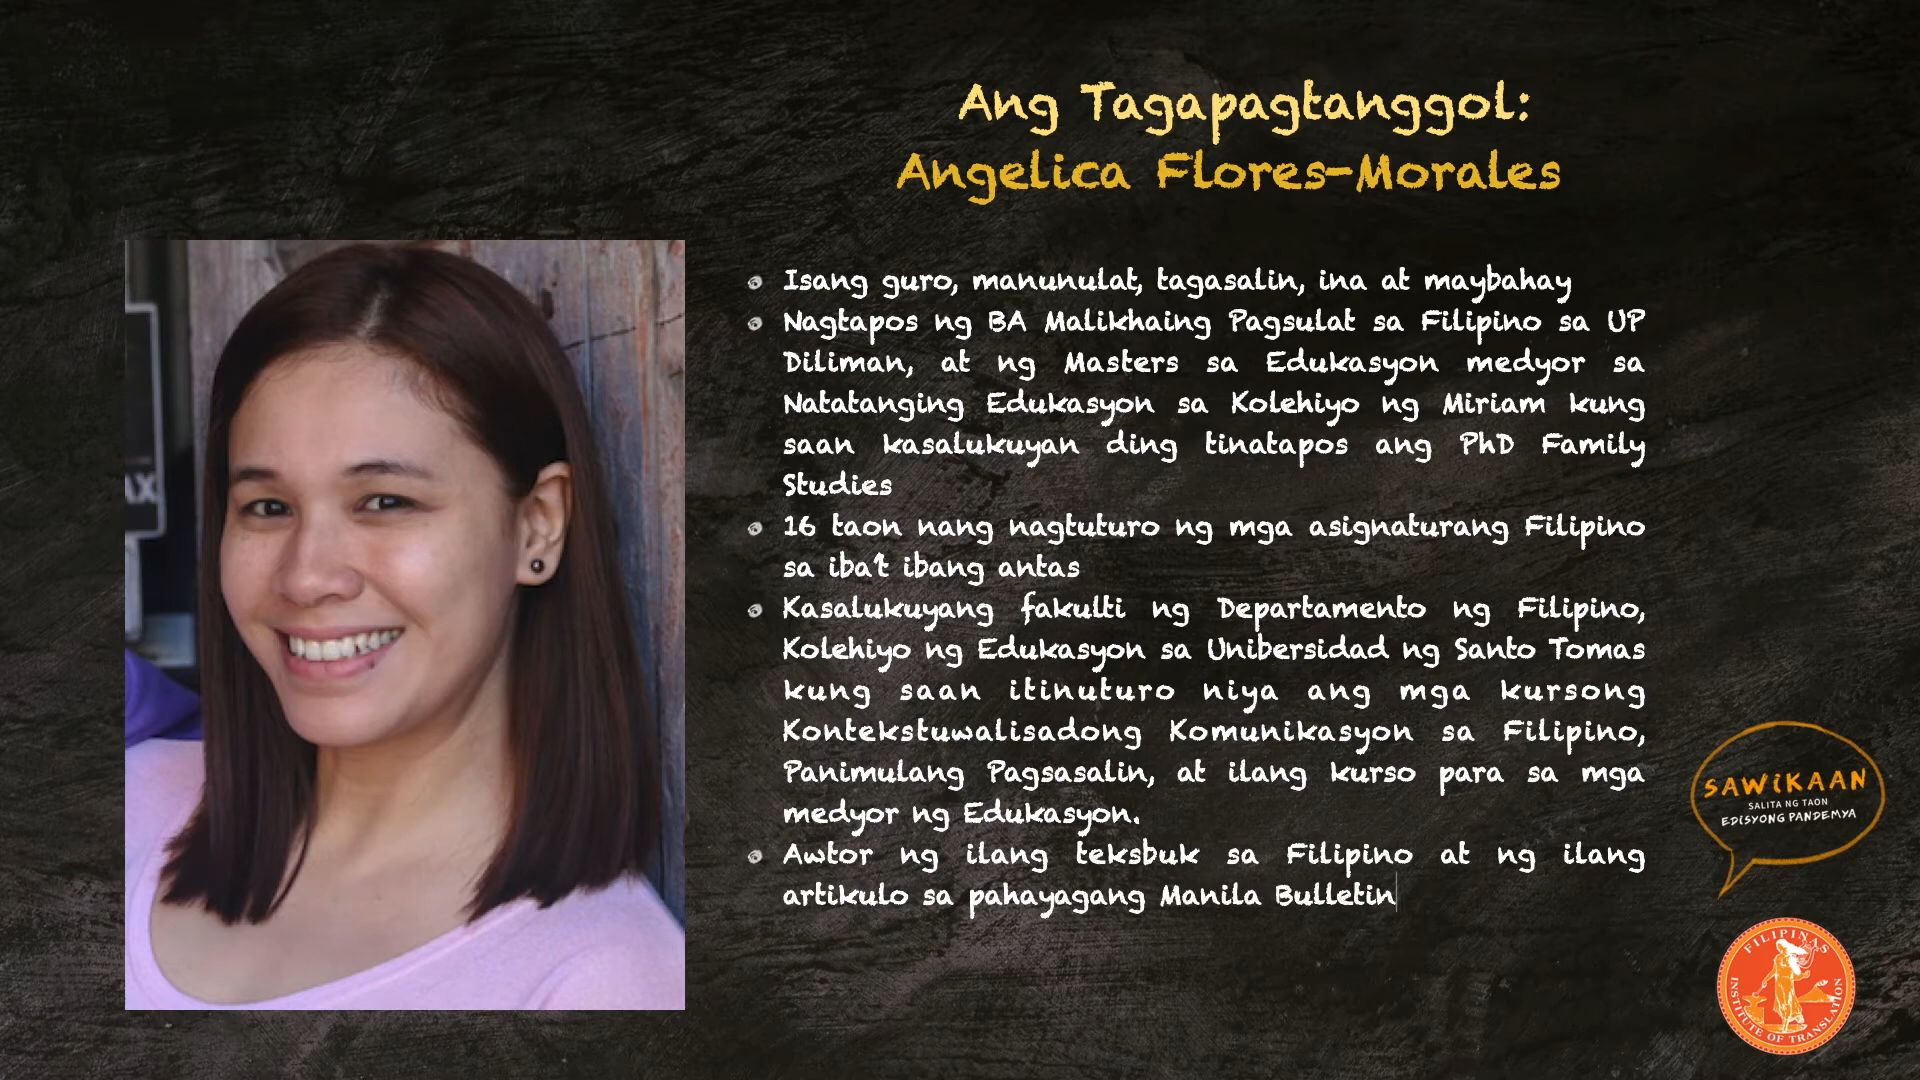 Ang Tagapagtanggol:
Angelica Flores-Morales
Isang guro, manunulat, tagasalin, ina at maybahay
Nagtapos ng BA Malikhaing Pagsulat sa Filipino sa UP
Diliman, at ng Masters sa Edukasyon medyor sa
Natatanging Edukasyon sa Kolehiyo ng Miriam kung
saan kasalukuyan ding tinatapos ang PhD Family
Studies
16 taon nang nagtuturo ng mga asignaturang Filipino
sa iba't ibang antas
Kasalukuyang fakulti ng Departamento ng Filipino,
Kolehiyo ng Edukasyon sa Unibersidad ng Santo Tomas
kung saan itinuturo niya ang mga kursong
Kontekstuwalisadong Komunikasyon sa Filipino,
Panimulang Pagsasalin, at ilang kurso para sa mga
medyor ng Edukasyon.
Awtor ng ilang teksbuk sa Filipino at ng ilang
artikulo sa pahayagang Manila Bulletin
AX
SAWiKAAN
SALITA NG TAON
EDiSYONG PANDEMYA
FILIPINAS
INSTITUTE OF TRANSLATION